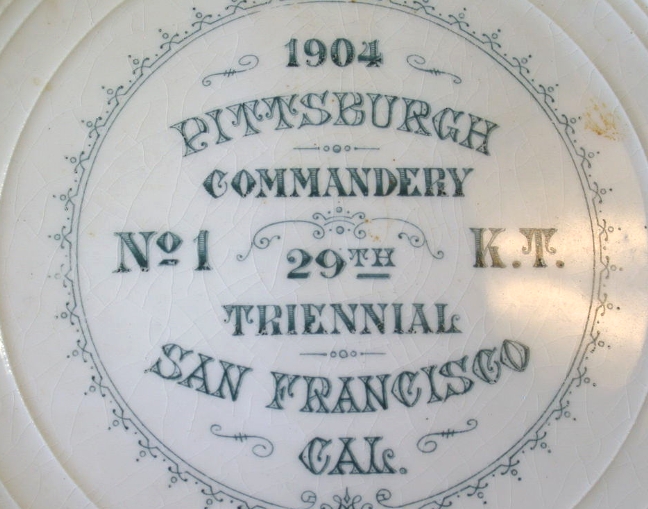 1904
PITTSBURGH
COMMANDERY
Nº 1 29TH K.T.
TRIENNIAL
SAN FRANCISCO
CAL.